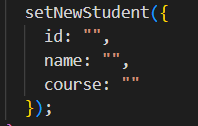 setNewStudent({
id: "",
name: "",
course: ""
});